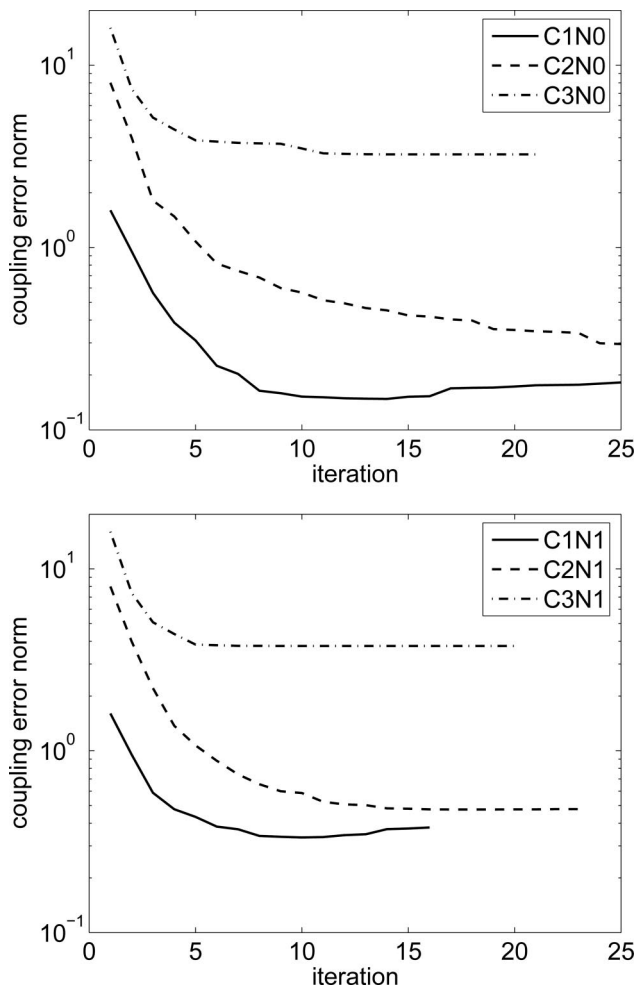 C1N0
C2N0
C3N0
10^1
10^0
10^-1
coupling error norm
0 5 10 15 20 25
iteration
C1N1
C2N1
C3N1
10^1
10^0
10^-1
coupling error norm
0 5 10 15 20 25
iteration